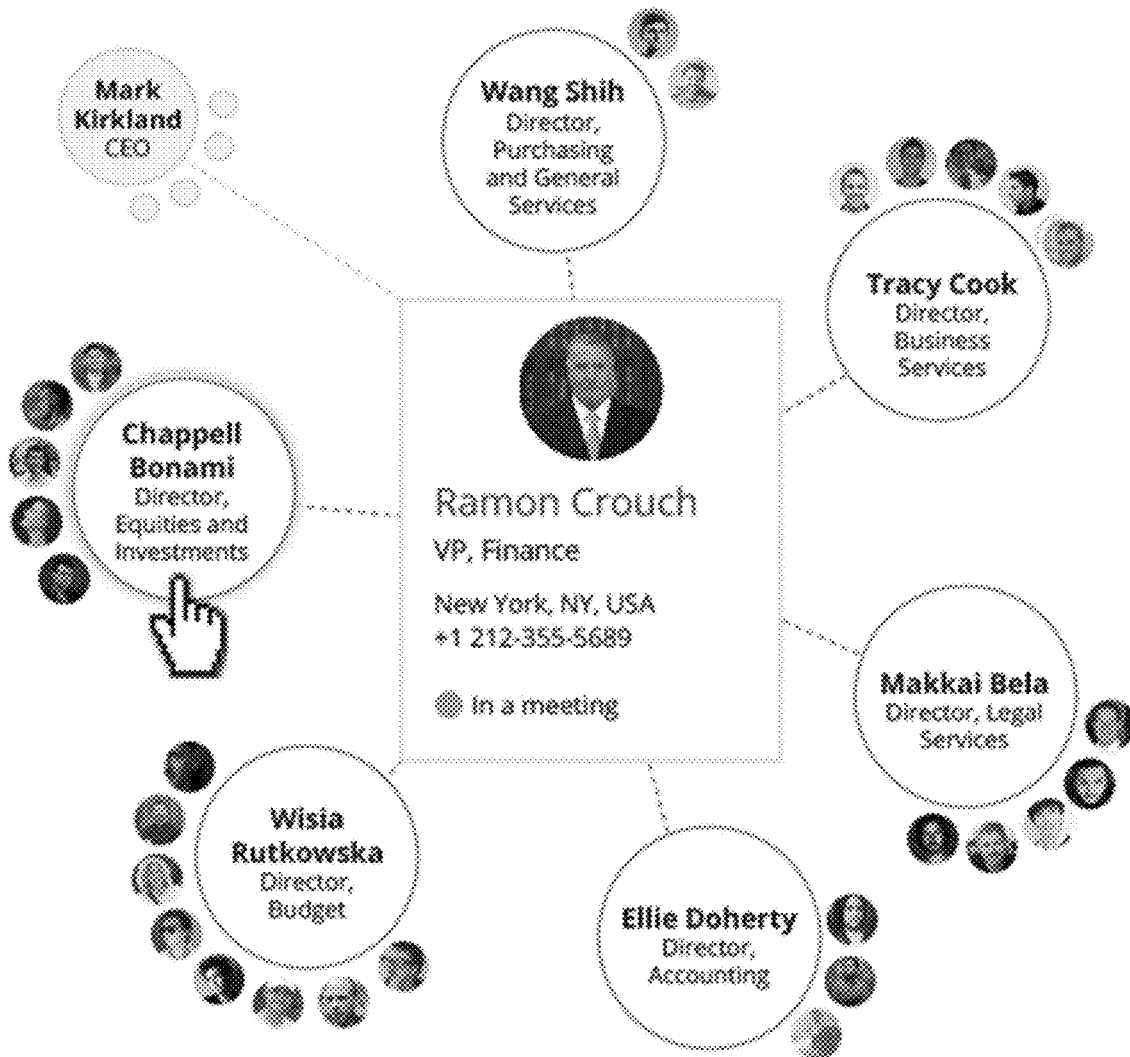 Mark
Kirkland
CEO
Wang Shih
Director,
Purchasing
and General
Services
Tracy Cook
Director,
Business
Services
Chappell
Bonami
Director,
Equities and
Investments
Ramon Crouch
VP, Finance
New York, NY, USA
+1 212-355-5689
In a meeting
Makkai Bela
Director, Legal
Services
Wisia
Rutkowska
Director,
Budget
Ellie Doherty
Director,
Accounting